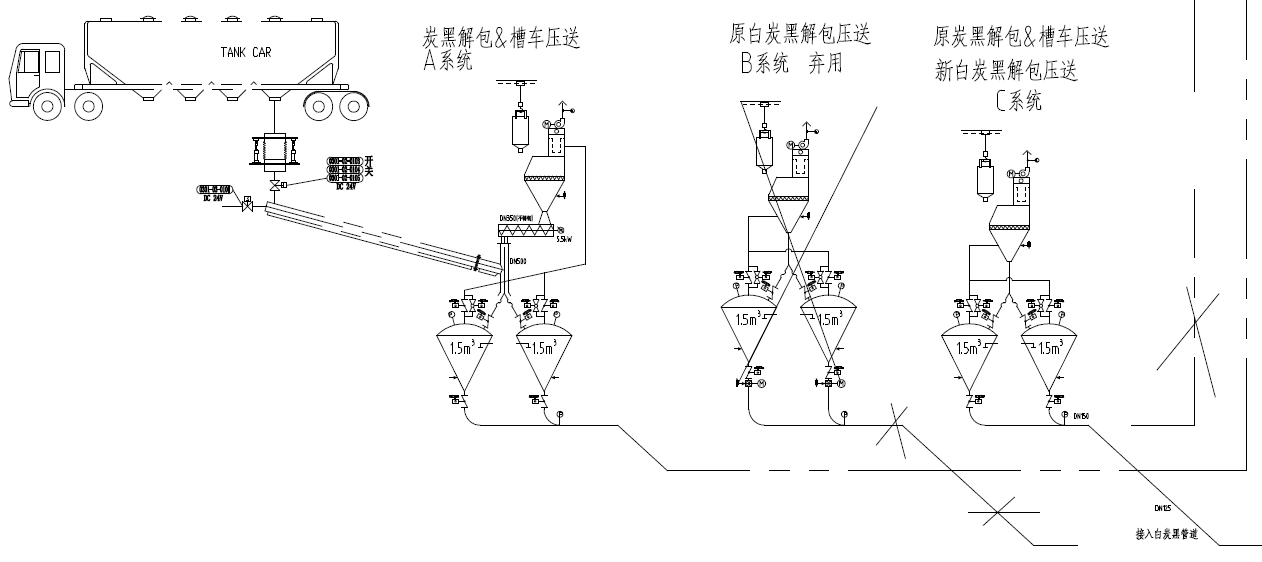 TANK CAR
炭黑解包&槽车压送
A系统
原白炭黑解包压送
B系统 弃用
原炭黑解包&槽车压送
新白炭黑解包压送
C系统
开
关
DC 24V
DC 24V
5.5kW
DN500
1.5m³
1.5m³
1.5m³
1.5m³
1.5m³
1.5m³
M
M
M
M
M
P
P
P
DN150
DN125
接入白炭黑管道